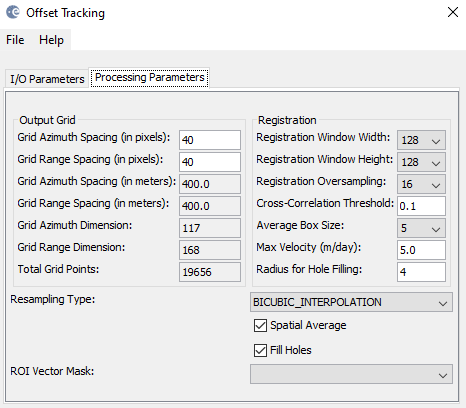 Offset Tracking
File Help
I/O Parameters Processing Parameters
Output Grid
Grid Azimuth Spacing (in pixels): 40
Grid Range Spacing (in pixels): 40
Grid Azimuth Spacing (in meters): 400.0
Grid Range Spacing (in meters): 400.0
Grid Azimuth Dimension: 117
Grid Range Dimension: 168
Total Grid Points: 19656
Registration
Registration Window Width: 128
Registration Window Height: 128
Registration Oversampling: 16
Cross-Correlation Threshold: 0.1
Average Box Size: 5
Max Velocity (m/day): 5.0
Radius for Hole Filling: 4
Resampling Type: BICUBIC_INTERPOLATION
Spatial Average
Fill Holes
ROI Vector Mask: